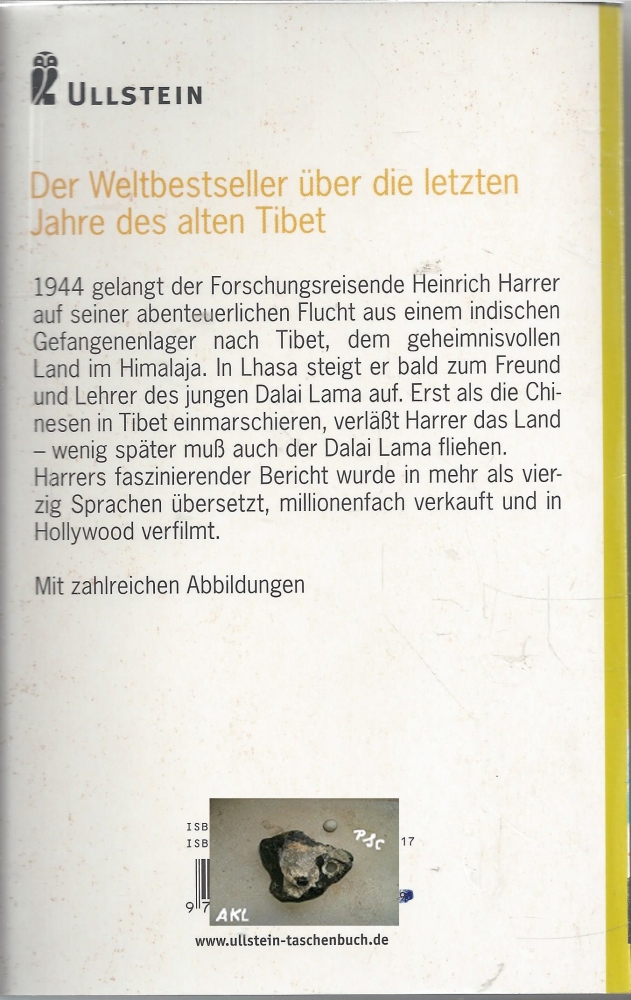 ULLSTEIN
Der Weltbestseller über die letzten
Jahre des alten Tibet
1944 gelangt der Forschungsreisende Heinrich Harrer
auf seiner abenteuerlichen Flucht aus einem indischen
Gefangenenlager nach Tibet, dem geheimnisvollen
Land im Himalaja. In Lhasa steigt er bald zum Freund
und Lehrer des jungen Dalai Lama auf. Erst als die Chi-
nesen in Tibet einmarschieren, verläßt Harrer das Land
– wenig später muß auch der Dalai Lama fliehen.
Harrers faszinierender Bericht wurde in mehr als vier-
zig Sprachen übersetzt, millionenfach verkauft und in
Hollywood verfilmt.
Mit zahlreichen Abbildungen
ISB
ISB 17
PSC
9 7
AKL
www.ullstein-taschenbuch.de